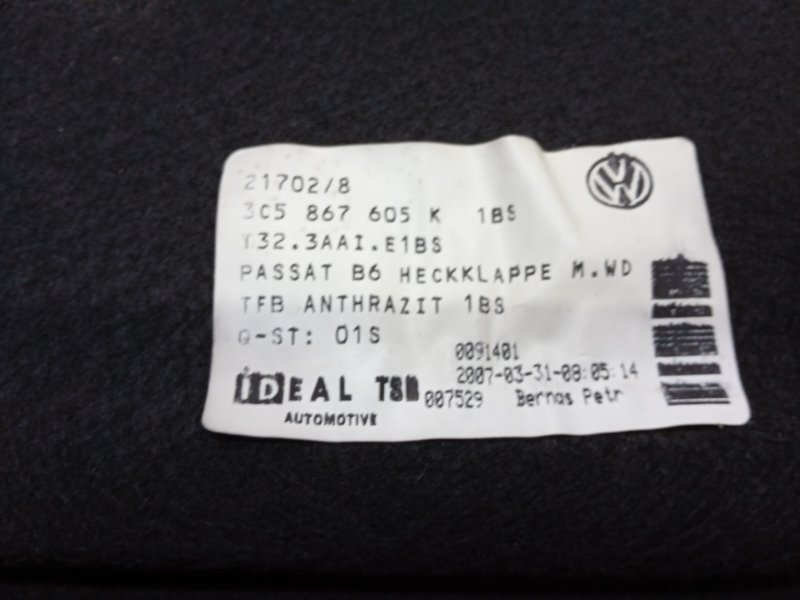 21702/8
3C5 867 605 K 1BS
T32.3AAI.E1BS
PASSAT B6 HECKKLAPPE M.WD
TFB ANTHRAZIT 1BS
Q-ST: 01S
0091401
2007-03-31-08:05:14
IDEAL
007529 Bernas Petr
AUTOMOTIVE
VW